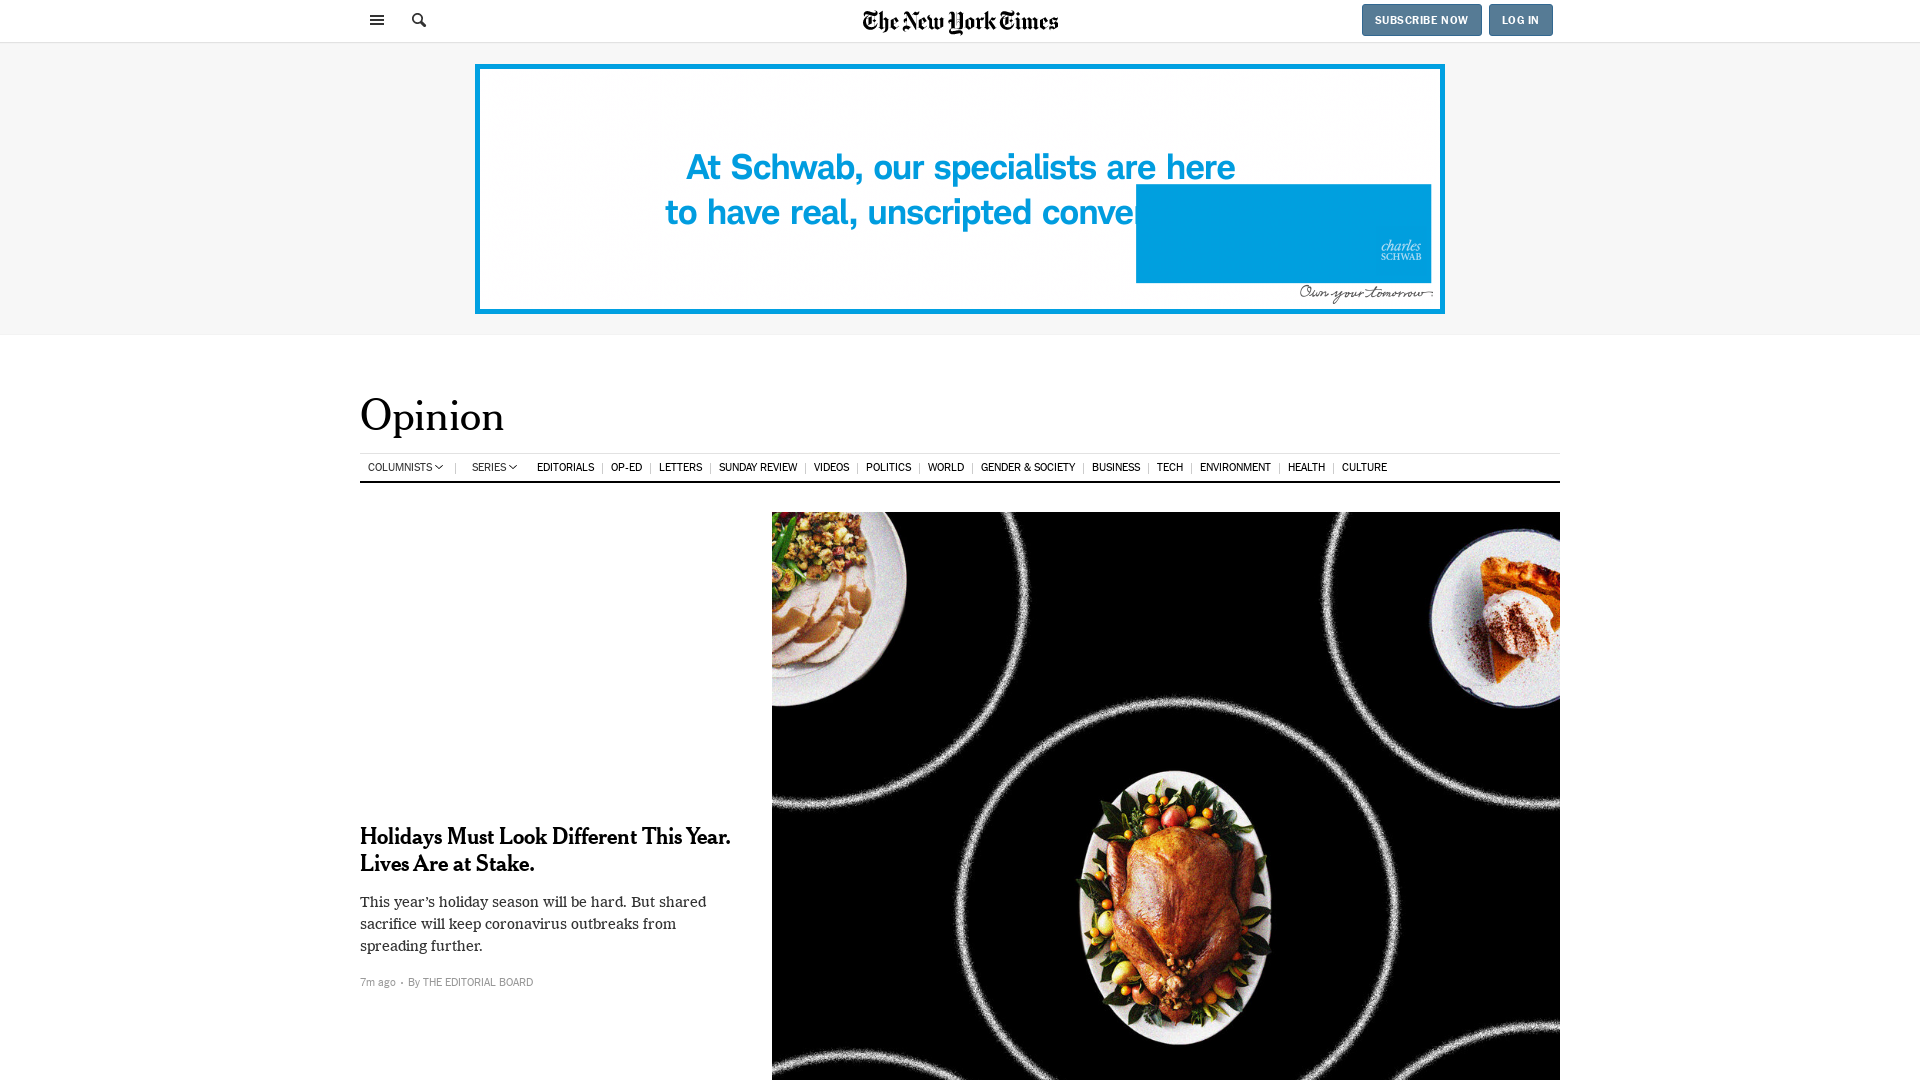 The New York Times
SUBSCRIBE NOW
LOG IN
At Schwab, our specialists are here
to have real, unscripted
charles
SCHWAB
Own your tomorrow
Opinion
COLUMNISTS
SERIES
EDITORIALS
OP-ED
LETTERS
SUNDAY REVIEW
VIDEOS
POLITICS
WORLD
GENDER & SOCIETY
BUSINESS
TECH
ENVIRONMENT
HEALTH
CULTURE
Holidays Must Look Different This Year.
Lives Are at Stake.
This year’s holiday season will be hard. But shared
sacrifice will keep coronavirus outbreaks from
spreading further.
7m ago • By THE EDITORIAL BOARD